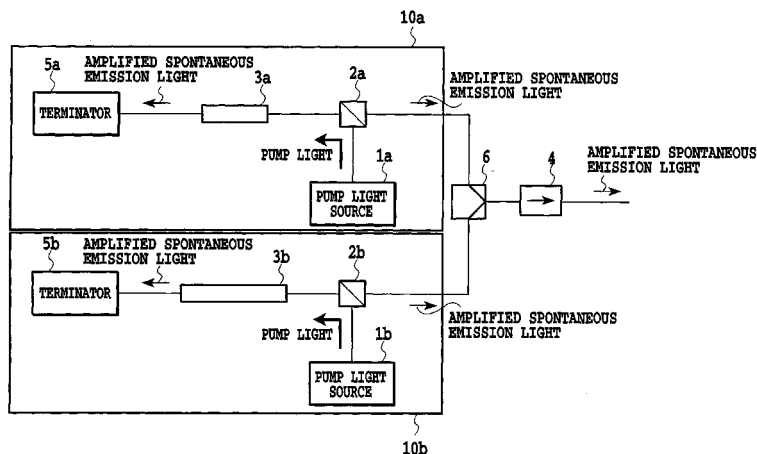 10a
AMPLIFIED SPONTANEOUS
EMISSION LIGHT
5a
3a
2a
AMPLIFIED SPONTANEOUS
EMISSION LIGHT
TERMINATOR
PUMP LIGHT
1a
PUMP LIGHT
SOURCE
6
4
AMPLIFIED SPONTANEOUS
EMISSION LIGHT
5b
AMPLIFIED SPONTANEOUS
EMISSION LIGHT
3b
2b
TERMINATOR
PUMP LIGHT
1b
AMPLIFIED SPONTANEOUS
EMISSION LIGHT
PUMP LIGHT
SOURCE
10b